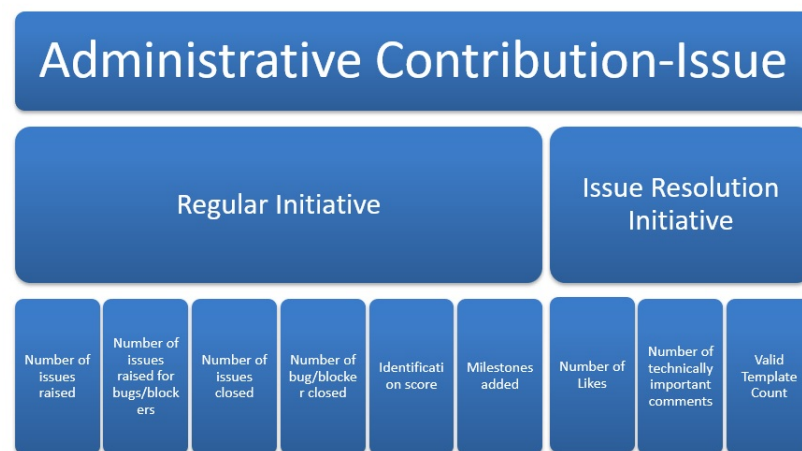 Administrative Contribution-Issue
Regular Initiative
Issue Resolution
Initiative
Number of
issues
raised
Number of
issues
raised for
bugs/block
ers
Number of
issues
closed
Number of
bug/blocke
r closed
Identificati
on score
Milestones
added
Number of
Likes
Number of
technically
important
comments
Valid
Template
Count